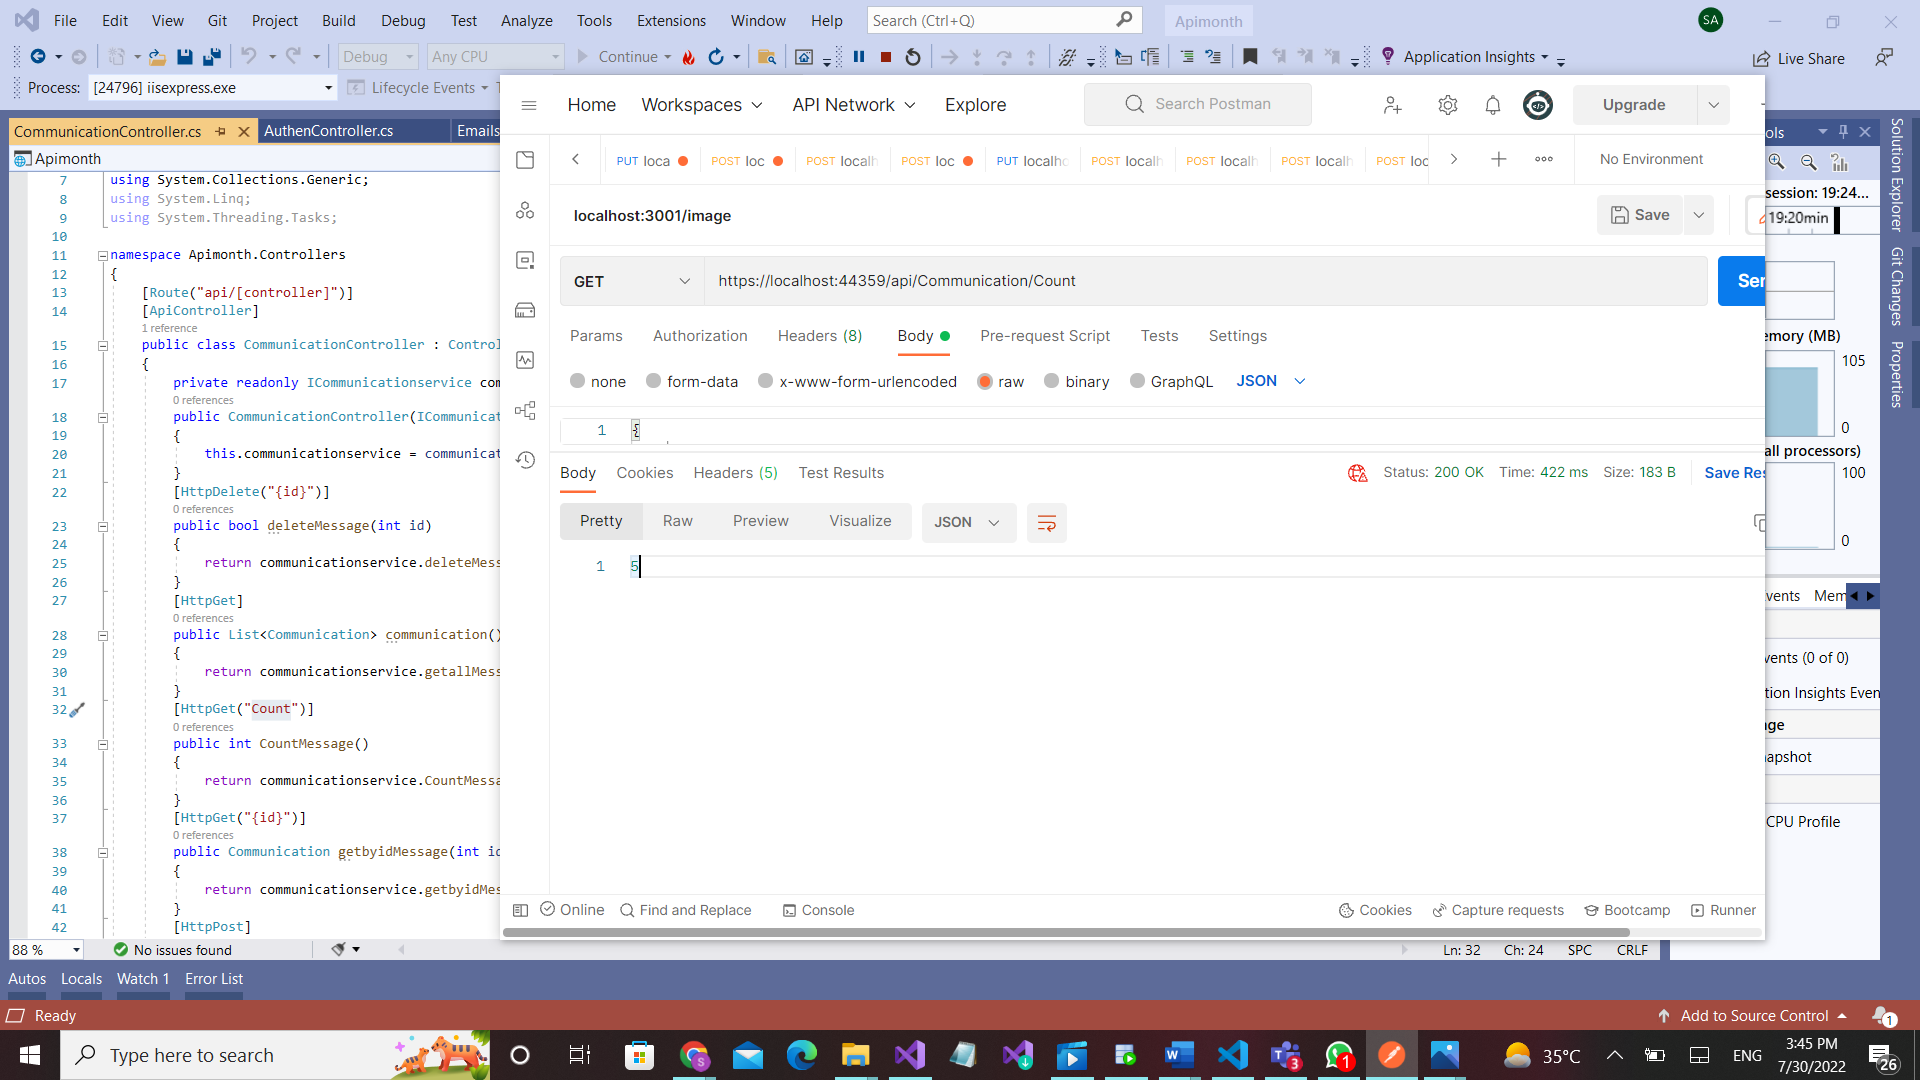 File Edit View Git Project Build Debug Test Analyze Tools Extensions Window Help Search (Ctrl+Q) Apimonth SA
Debug Any CPU Continue Application Insights Live Share
Process: [24796] iisexpress.exe Lifecycle Events
CommunicationController.cs AuthenController.cs Emails
Apimonth
7 using System.Collections.Generic;
8 using System.Linq;
9 using System.Threading.Tasks;
10
11 namespace Apimonth.Controllers
12 {
13 [Route("api/[controller]")]
14 [ApiController]
1 reference
15 public class CommunicationController : Control
16 {
17 private readonly ICommunicationservice com
0 references
18 public CommunicationController(ICommunicat
19 {
20 this.communicationservice = communicat
21 }
22 [HttpDelete("{id}")]
0 references
23 public bool deleteMessage(int id)
24 {
25 return communicationservice.deleteMess
26 }
27 [HttpGet]
0 references
28 public List<Communication> communication()
29 {
30 return communicationservice.getallMess
31 }
32 [HttpGet("Count")]
0 references
33 public int CountMessage()
34 {
35 return communicationservice.CountMessa
36 }
37 [HttpGet("{id}")]
0 references
38 public Communication getbyidMessage(int id
39 {
40 return communicationservice.getbyidMes
41 }
42 [HttpPost]
88 % No issues found Ln: 32 Ch: 24 SPC CRLF
Home Workspaces API Network Explore Search Postman Upgrade
PUT loca POST loc POST localh POST loc PUT localho POST localh POST localh POST localh POST loc No Environment
localhost:3001/image Save
GET https://localhost:44359/api/Communication/Count Ser
Params Authorization Headers (8) Body Pre-request Script Tests Settings
none form-data x-www-form-urlencoded raw binary GraphQL JSON
1 {
Body Cookies Headers (5) Test Results Status: 200 OK Time: 422 ms Size: 183 B Save Res
Pretty Raw Preview Visualize JSON
1 5
Online Find and Replace Console Cookies Capture requests Bootcamp Runner
ols
session: 19:24...
19:20min
emory (MB)
105
0
all processors)
100
0
vents Mem
vents (0 of 0)
tion Insights Even
age
napshot
CPU Profile
Solution Explorer
Git Changes
Properties
Autos Locals Watch 1 Error List
Ready Add to Source Control 1
Type here to search 3 1 35°C ENG 3:45 PM
7/30/2022 26